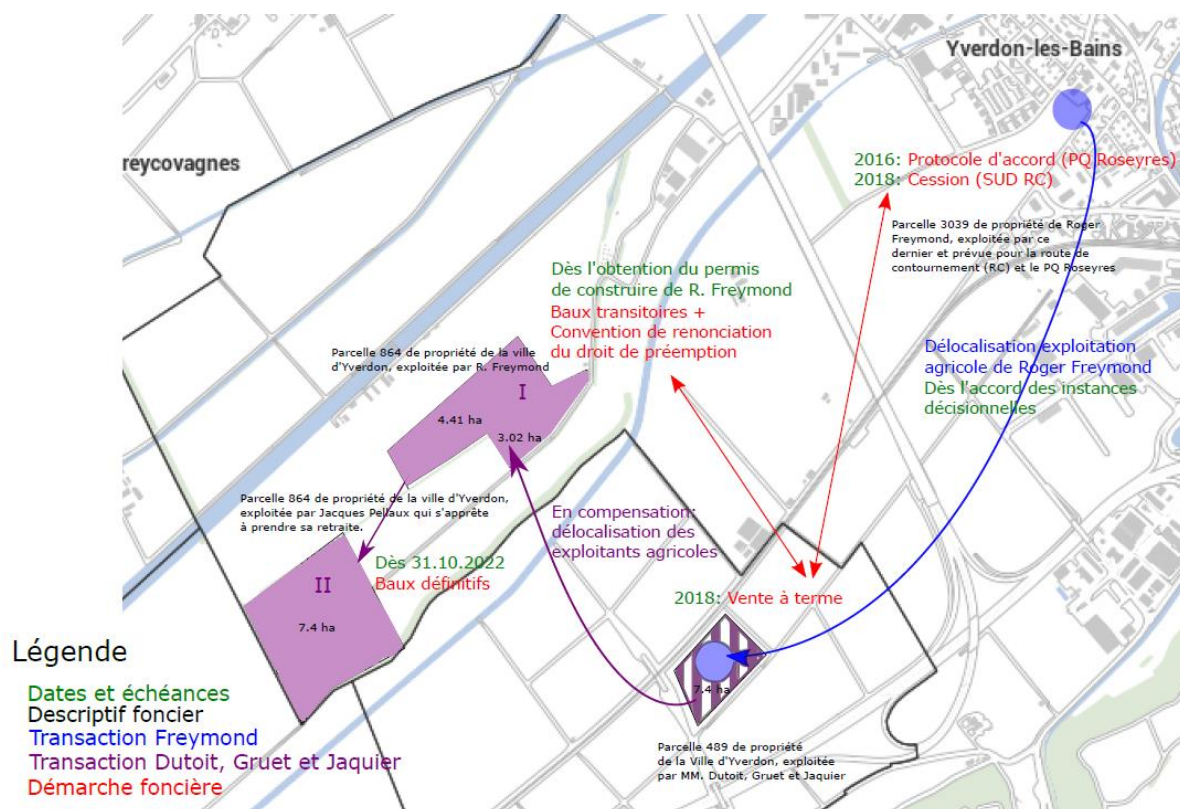 Yverdon-les-Bains
reycovagnes
2016: Protocole d'accord (PQ Roseyres)
2018: Cession (SUD RC)
Parcelle 3039 de propriété de Roger
Freymond, exploitée par ce
dernier et prévue pour la route de
contournement (RC) et le PQ Roseyres
Dès l'obtention du permis
de construire de R. Freymond
Baux transitoires +
Convention de renonciation
du droit de préemption
Délocalisation exploitation
agricole de Roger Freymond
Dès l'accord des instances
décisionnelles
Parcelle 864 de propriété de la ville
d'Yverdon, exploitée par R. Freymond
I
4.41 ha
3.02 ha
Parcelle 864 de propriété de la ville d'Yverdon,
exploitée par Jacques Pellaux qui s'apprête
à prendre sa retraite.
En compensation:
délocalisation des
exploitants agricoles
Dès 31.10.2022
Baux définitifs
II
7.4 ha
2018: Vente à terme
7.4 ha
Parcelle 489 de propriété
de la Ville d'Yverdon, exploitée
par MM. Dutoit, Gruet et Jaquier
Légende
Dates et échéances
Descriptif foncier
Transaction Freymond
Transaction Dutoit, Gruet et Jaquier
Démarche foncière